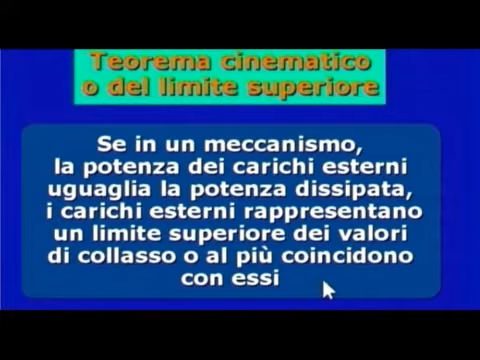 Teorema cinematico
o del limite superiore
Se in un meccanismo,
la potenza dei carichi esterni
uguaglia la potenza dissipata,
i carichi esterni rappresentano
un limite superiore dei valori
di collasso o al più coincidono
con essi